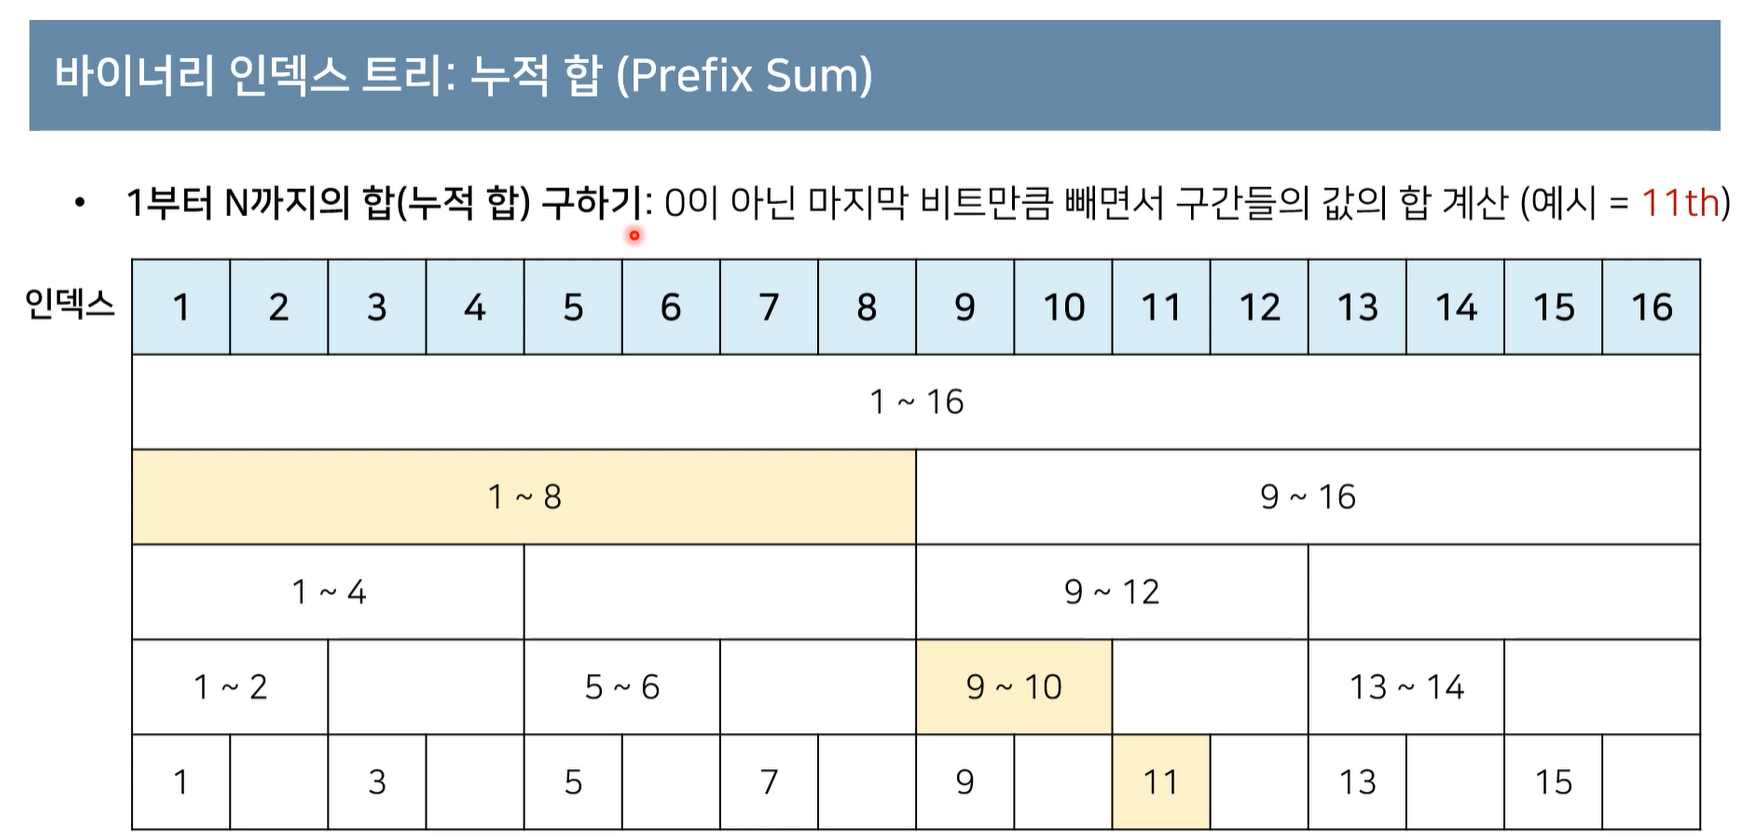 바이너리 인덱스 트리: 누적 합 (Prefix Sum)
• 1부터 N까지의 합(누적 합) 구하기: 0이 아닌 마지막 비트만큼 빼면서 구간들의 값의 합 계산 (예시 = 11th)
인덱스 1 2 3 4 5 6 7 8 9 10 11 12 13 14 15 16
1 ~ 16
1 ~ 8 9 ~ 16
1 ~ 4 9 ~ 12
1 ~ 2 5 ~ 6 9 ~ 10 13 ~ 14
1 3 5 7 9 11 13 15